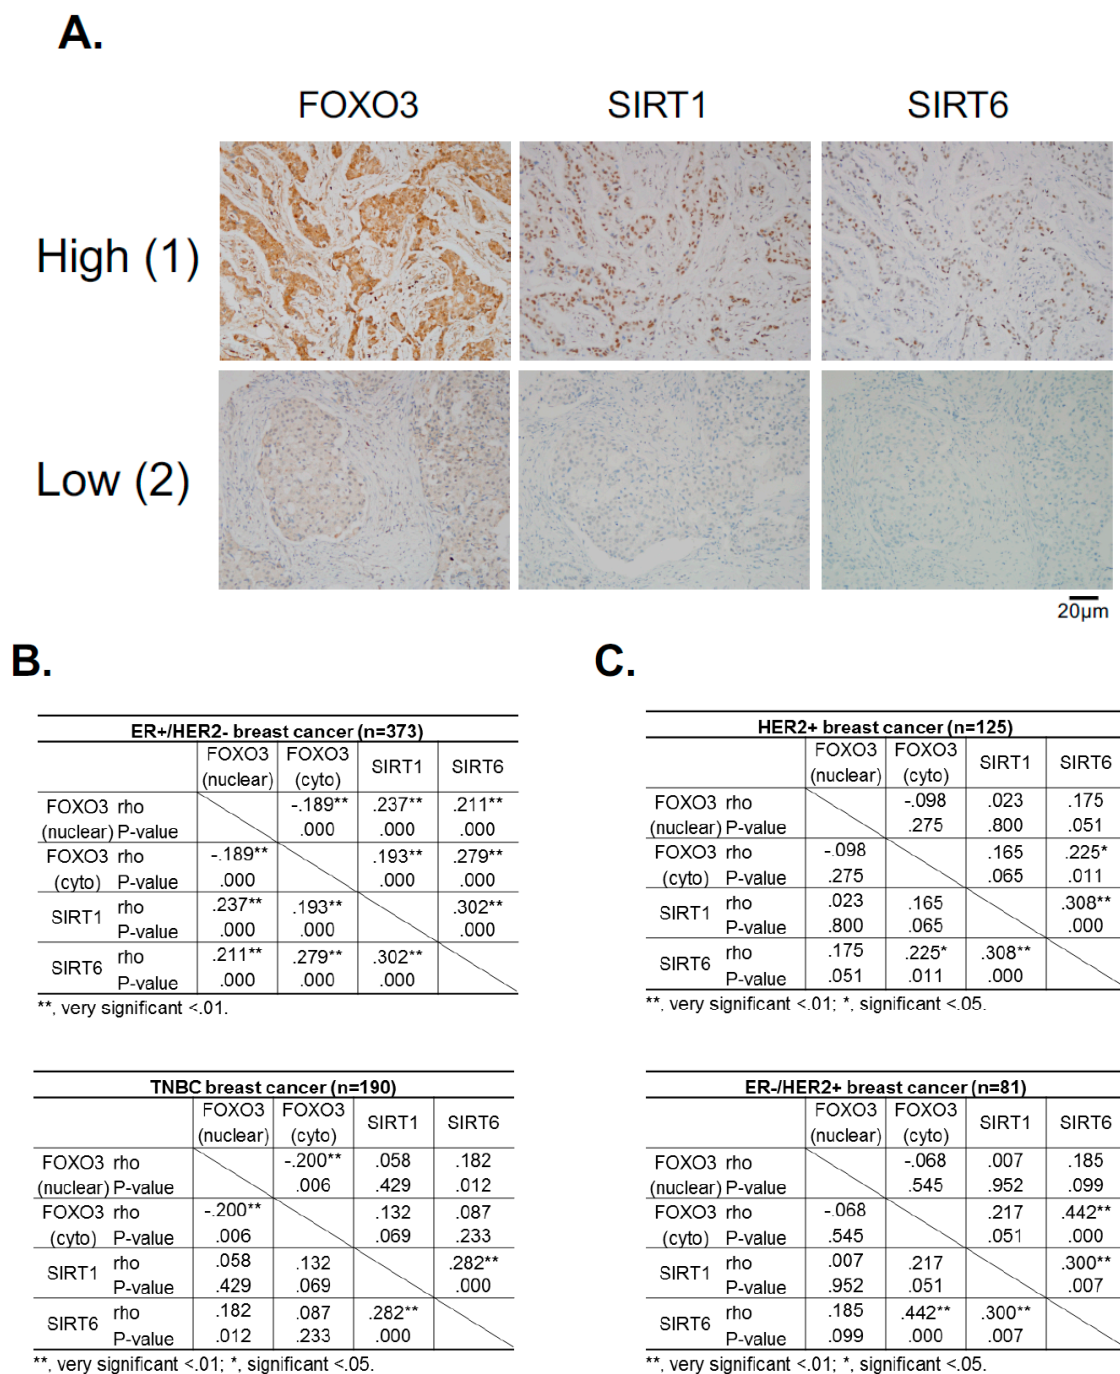 A.
FOXO3 SIRT1 SIRT6
High (1)
Low (2)
20µm
B.
ER+/HER2- breast cancer (n=373)
FOXO3 (nuclear) FOXO3 (cyto) SIRT1 SIRT6
FOXO3 rho -.189** .237** .211**
(nuclear) P-value .000 .000 .000
FOXO3 rho -.189** .193** .279**
(cyto) P-value .000 .000 .000
SIRT1 rho .237** .193** .302**
P-value .000 .000 .000
SIRT6 rho .211** .279** .302**
P-value .000 .000 .000
**, very significant <.01.
TNBC breast cancer (n=190)
FOXO3 (nuclear) FOXO3 (cyto) SIRT1 SIRT6
FOXO3 rho -.200** .058 .182
(nuclear) P-value .006 .429 .012
FOXO3 rho -.200** .132 .087
(cyto) P-value .006 .069 .233
SIRT1 rho .058 .132 .282**
P-value .429 .069 .000
SIRT6 rho .182 .087 .282**
P-value .012 .233 .000
**, very significant <.01; *, significant <.05.
C.
HER2+ breast cancer (n=125)
FOXO3 (nuclear) FOXO3 (cyto) SIRT1 SIRT6
FOXO3 rho -.098 .023 .175
(nuclear) P-value .275 .800 .051
FOXO3 rho -.098 .165 .225*
(cyto) P-value .275 .065 .011
SIRT1 rho .023 .165 .308**
P-value .800 .065 .000
SIRT6 rho .175 .225* .308**
P-value .051 .011 .000
**, very significant <.01; *, significant <.05.
ER-/HER2+ breast cancer (n=81)
FOXO3 (nuclear) FOXO3 (cyto) SIRT1 SIRT6
FOXO3 rho -.068 .007 .185
(nuclear) P-value .545 .952 .099
FOXO3 rho -.068 .217 .442**
(cyto) P-value .545 .051 .000
SIRT1 rho .007 .217 .300**
P-value .952 .051 .007
SIRT6 rho .185 .442** .300**
P-value .099 .000 .007
**, very significant <.01; *, significant <.05.